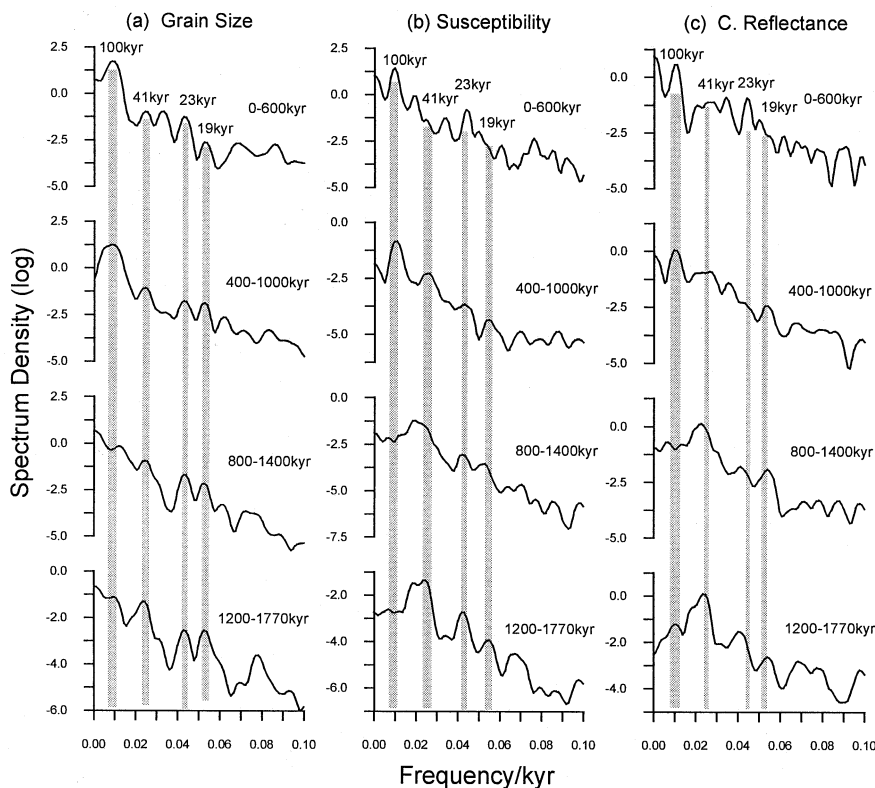 (a) Grain Size
(b) Susceptibility
(c) C. Reflectance
Spectrum Density (log)
2.5
0.0
-2.5
-5.0
100kyr
41kyr
23kyr
19kyr
0-600kyr
2.5
0.0
-2.5
-5.0
100kyr
41kyr
23kyr
19kyr
0-600kyr
0.0
-2.5
-5.0
100kyr
41kyr
23kyr
19kyr
0-600kyr
2.5
0.0
-2.5
-5.0
400-1000kyr
0.0
-2.5
-5.0
400-1000kyr
0.0
-2.5
-5.0
400-1000kyr
2.5
0.0
-2.5
-5.0
800-1400kyr
0.0
-2.5
-5.0
-7.5
800-1400kyr
0.0
-2.5
-5.0
800-1400kyr
0.0
-2.0
-4.0
-6.0
1200-1770kyr
-2.0
-4.0
-6.0
1200-1770kyr
0.0
-2.0
-4.0
1200-1770kyr
0.00 0.02 0.04 0.06 0.08 0.10
0.00 0.02 0.04 0.06 0.08 0.10
0.00 0.02 0.04 0.06 0.08 0.10
Frequency/kyr